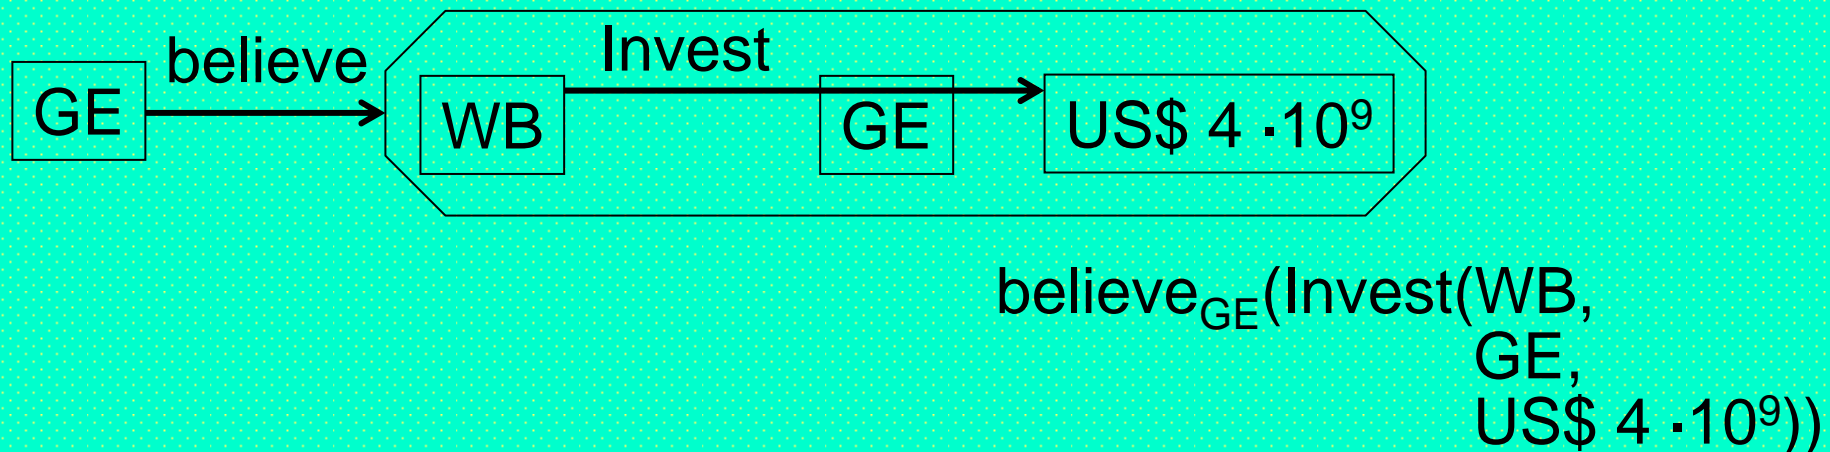 believe Invest
GE WB GE US$ 4 ·10⁹
believe_GE(Invest(WB,
GE,
US$ 4 ·10⁹))